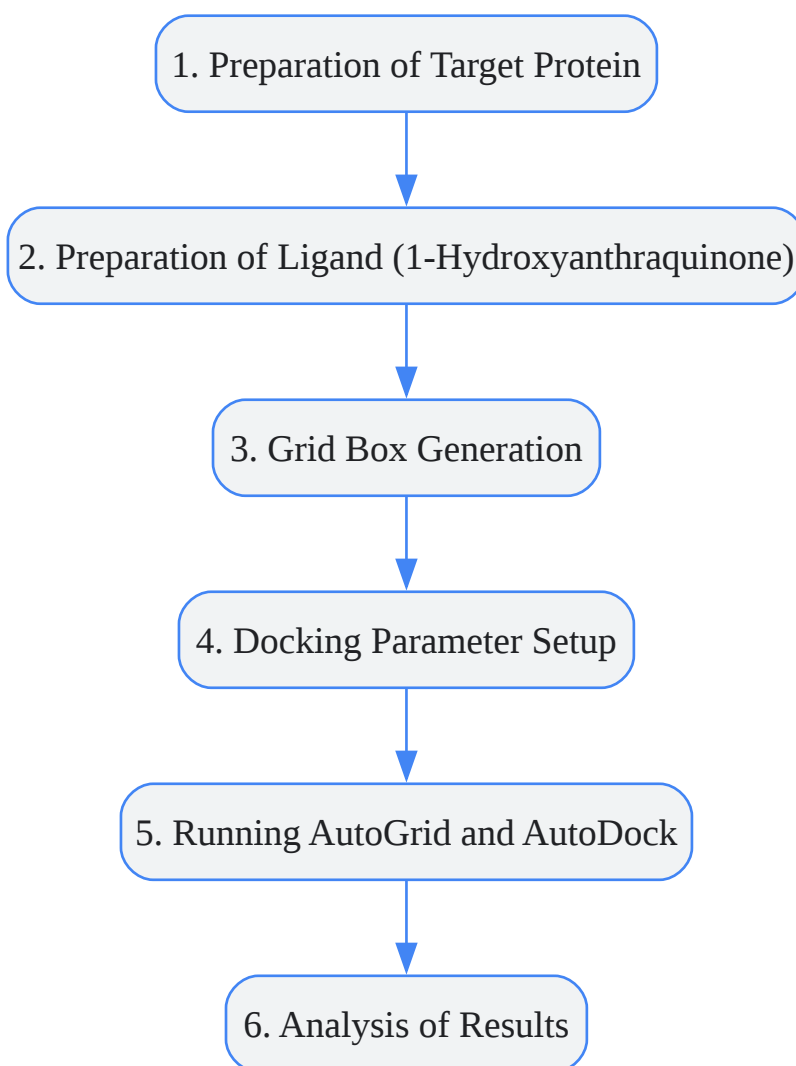 1. Preparation of Target Protein
2. Preparation of Ligand (1-Hydroxyanthraquinone)
3. Grid Box Generation
4. Docking Parameter Setup
5. Running AutoGrid and AutoDock
6. Analysis of Results